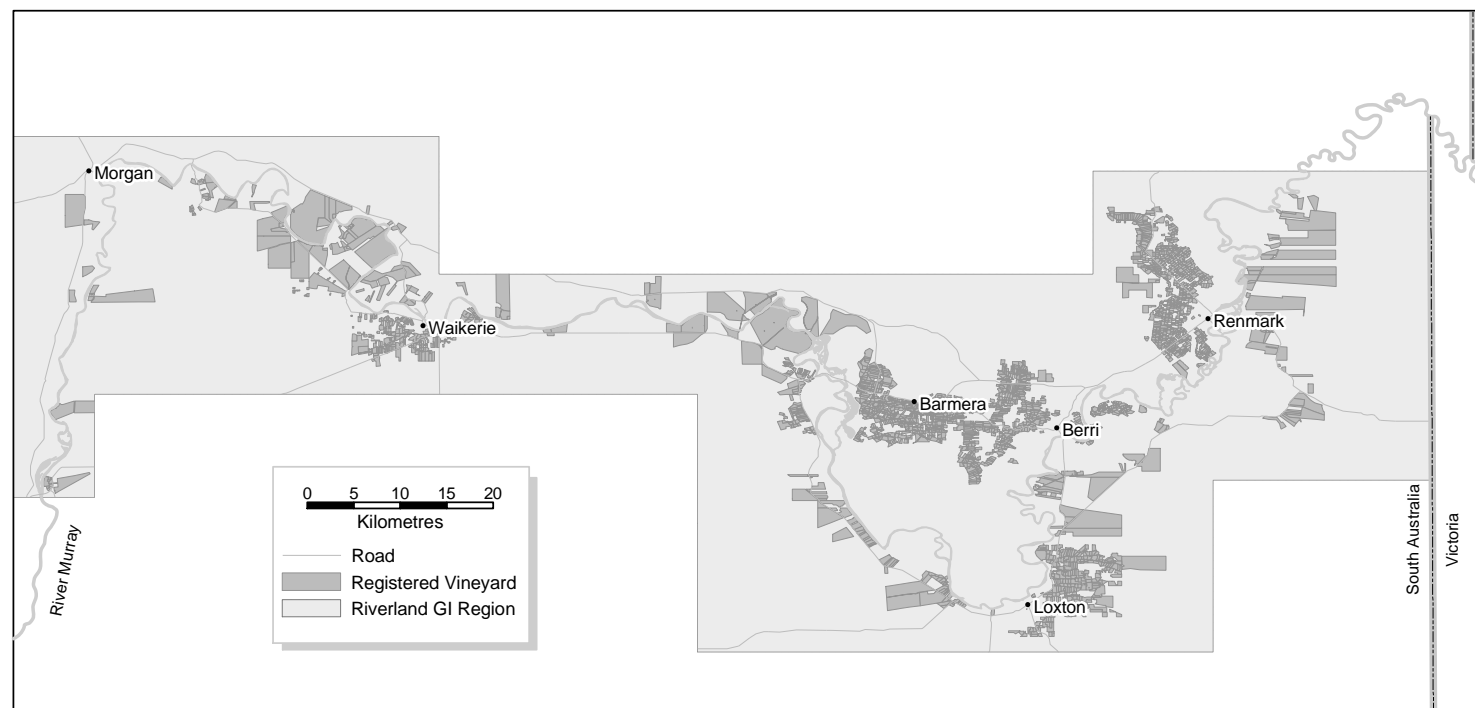 Morgan
Waikerie
Renmark
Barmera
Berri
Loxton
River Murray
South Australia
Victoria
0 5 10 15 20
Kilometres
Road
Registered Vineyard
Riverland GI Region